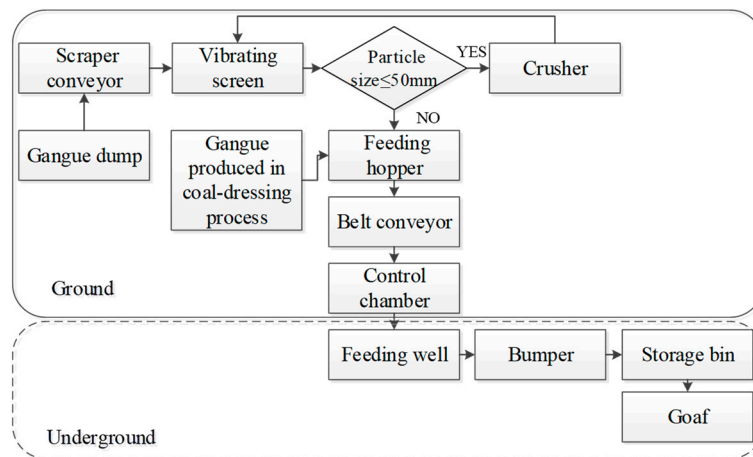 Scraper
conveyor
Vibrating
screen
Particle
size≤50mm
YES
Crusher
NO
Gangue dump
Gangue
produced in
coal-dressing
process
Feeding
hopper
Belt conveyor
Control
chamber
Ground
Feeding well
Bumper
Storage bin
Goaf
Underground